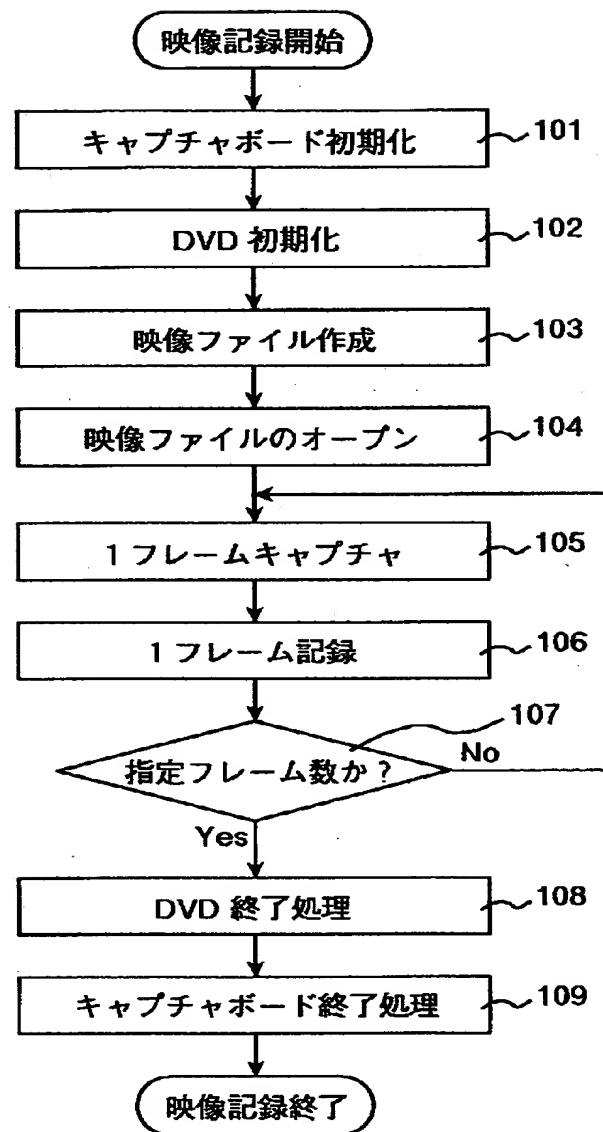 映像記録開始
キャプチャボード初期化
101
DVD 初期化
102
映像ファイル作成
103
映像ファイルのオープン
104
1 フレームキャプチャ
105
1 フレーム記録
106
107
指定フレーム数か？
No
Yes
DVD 終了処理
108
キャプチャボード終了処理
109
映像記録終了